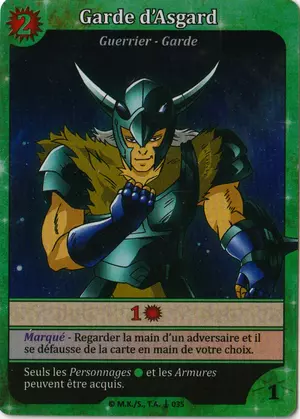 2
Garde d'Asgard
Guerrier - Garde
1
Marqué - Regarder la main d'un adversaire et il
se défausse de la carte en main de votre choix.
Seuls les Personnages et les Armures
peuvent être acquis.
1
© M.K./S., T.A. 035